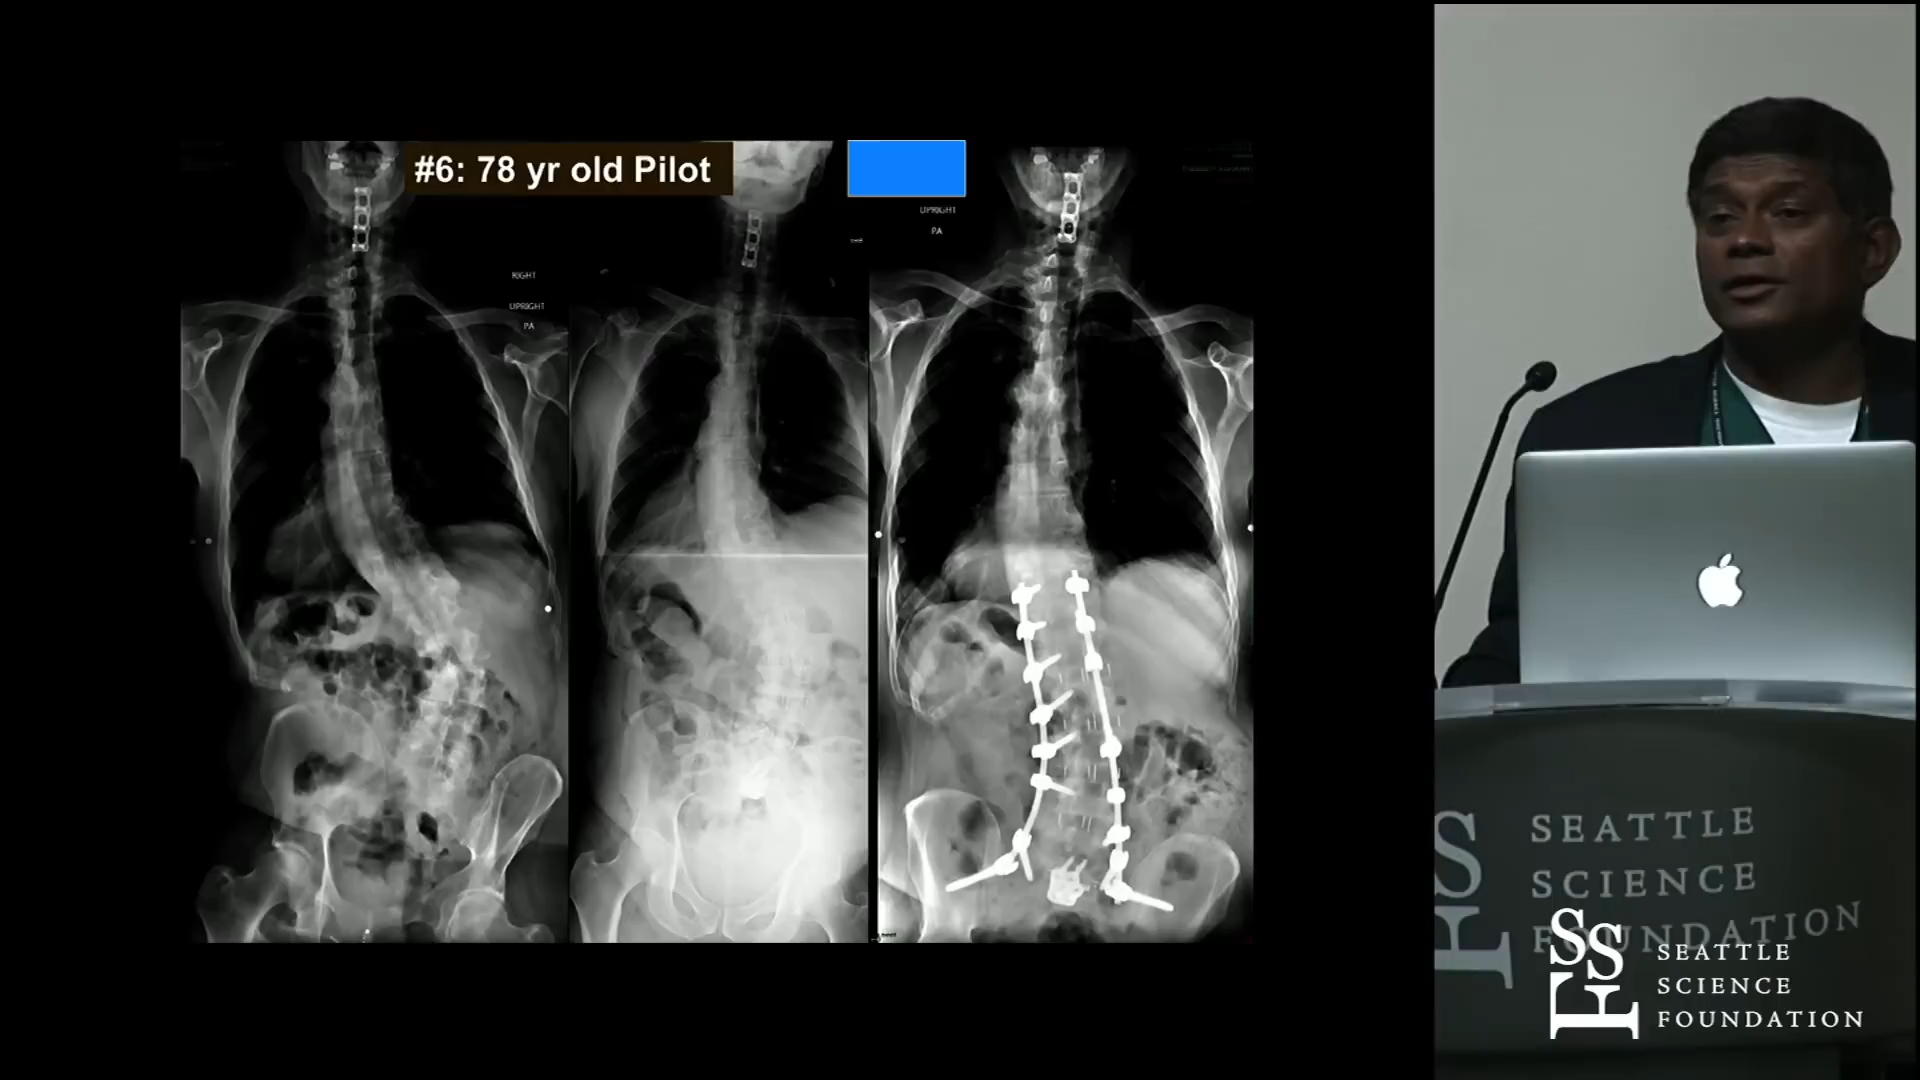 #6: 78 yr old Pilot
RIGHT
UPRIGHT
PA
UPRIGHT
PA
SEATTLE
SCIENCE
FOUNDATION
SEATTLE
SCIENCE
FOUNDATION